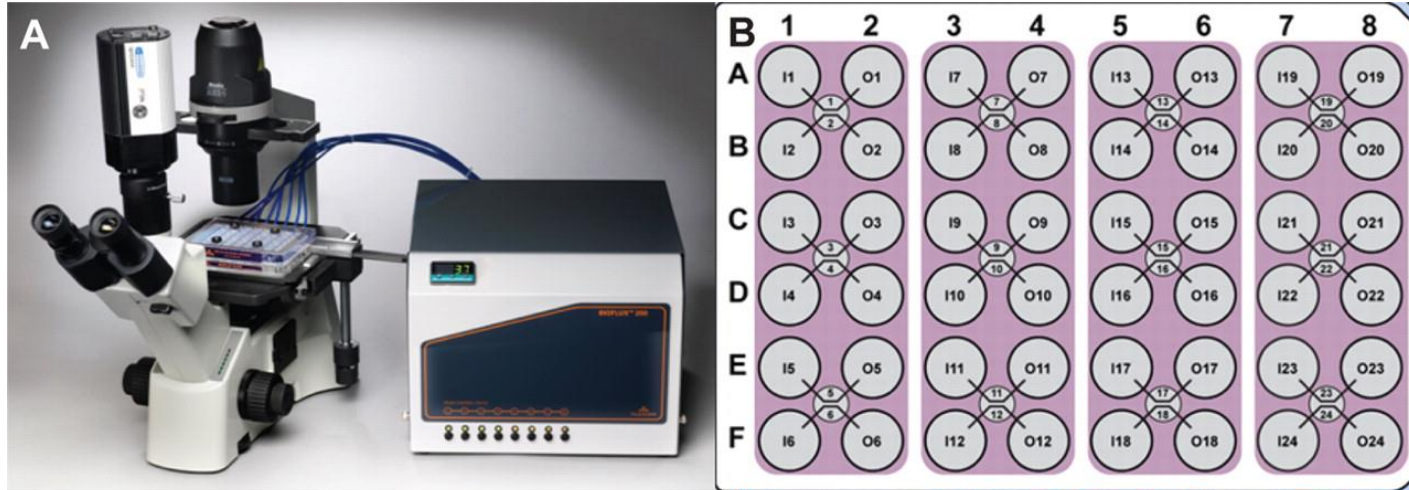 A
37
BIOFLUX™ 200
B
1 2 3 4 5 6 7 8
A I1 O1 I7 O7 I13 O13 I19 O19
1 7 13 19
2 8 14 20
B I2 O2 I8 O8 I14 O14 I20 O20
C I3 O3 I9 O9 I15 O15 I21 O21
3 9 15 21
4 10 16 22
D I4 O4 I10 O10 I16 O16 I22 O22
E I5 O5 I11 O11 I17 O17 I23 O23
5 11 17 23
6 12 18 24
F I6 O6 I12 O12 I18 O18 I24 O24